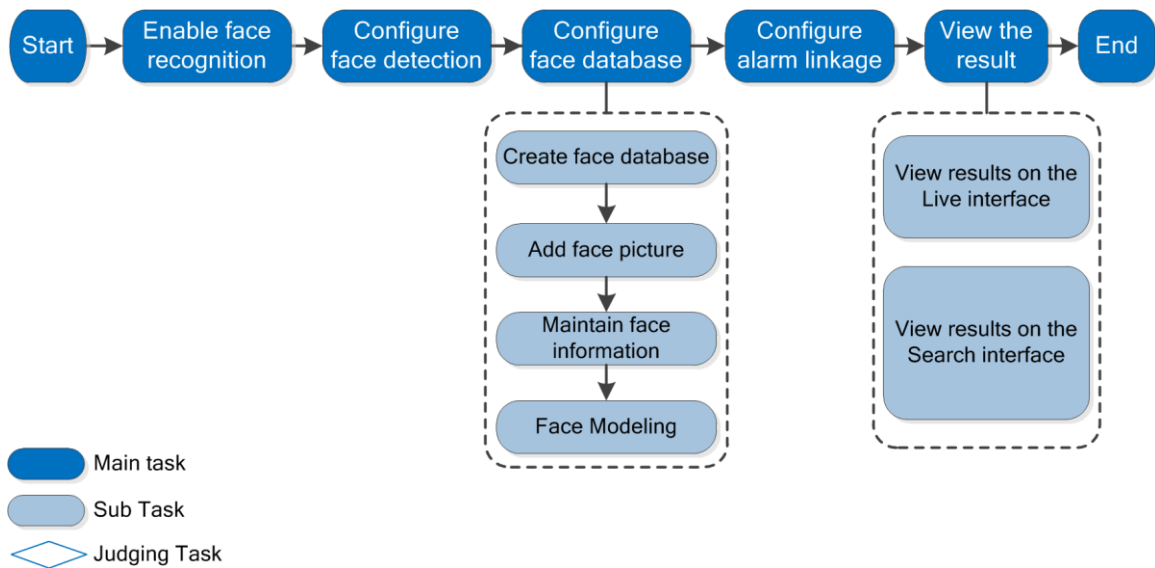 Start
Enable face
recognition
Configure
face detection
Configure
face database
Configure
alarm linkage
View the
result
End
Create face database
Add face picture
Maintain face
information
Face Modeling
View results on the
Live interface
View results on the
Search interface
Main task
Sub Task
Judging Task